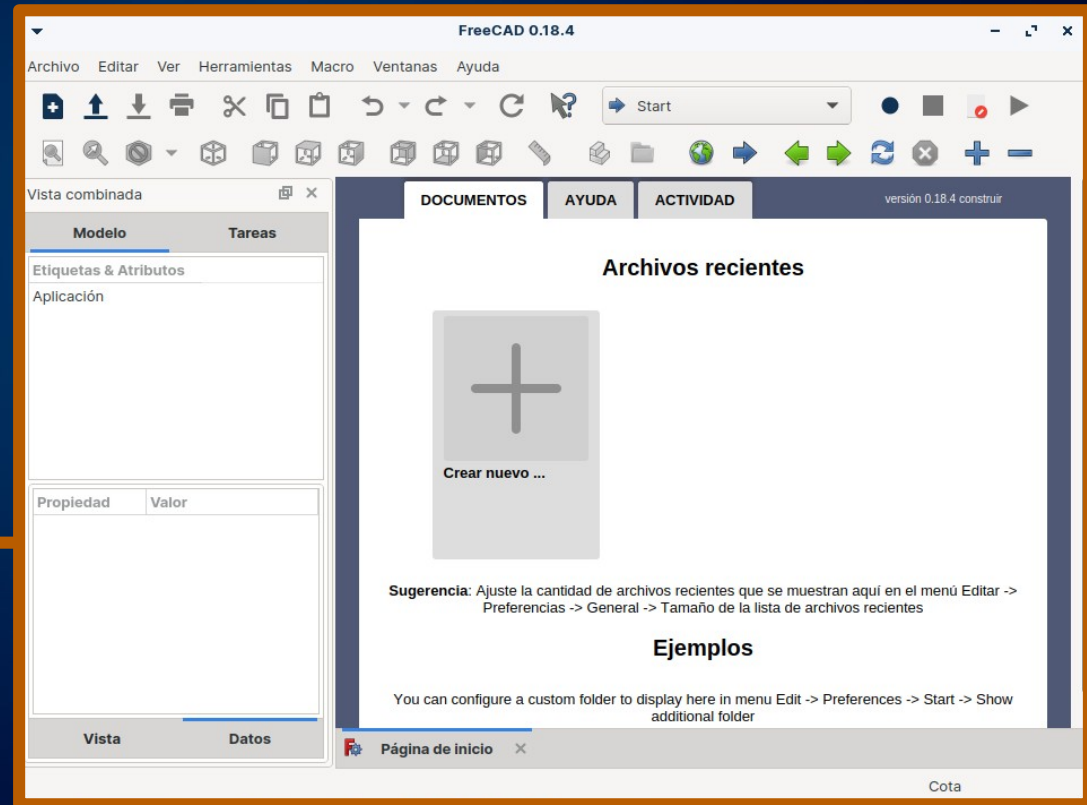 FreeCAD 0.18.4
Archivo Editar Ver Herramientas Macro Ventanas Ayuda
Start
Vista combinada
Modelo Tareas
Etiquetas & Atributos
Aplicación
Propiedad Valor
Vista Datos
DOCUMENTOS AYUDA ACTIVIDAD versión 0.18.4 construir
Archivos recientes
Crear nuevo ...
Sugerencia: Ajuste la cantidad de archivos recientes que se muestran aquí en el menú Editar ->
Preferencias -> General -> Tamaño de la lista de archivos recientes
Ejemplos
You can configure a custom folder to display here in menu Edit -> Preferences -> Start -> Show
additional folder
Página de inicio
Cota